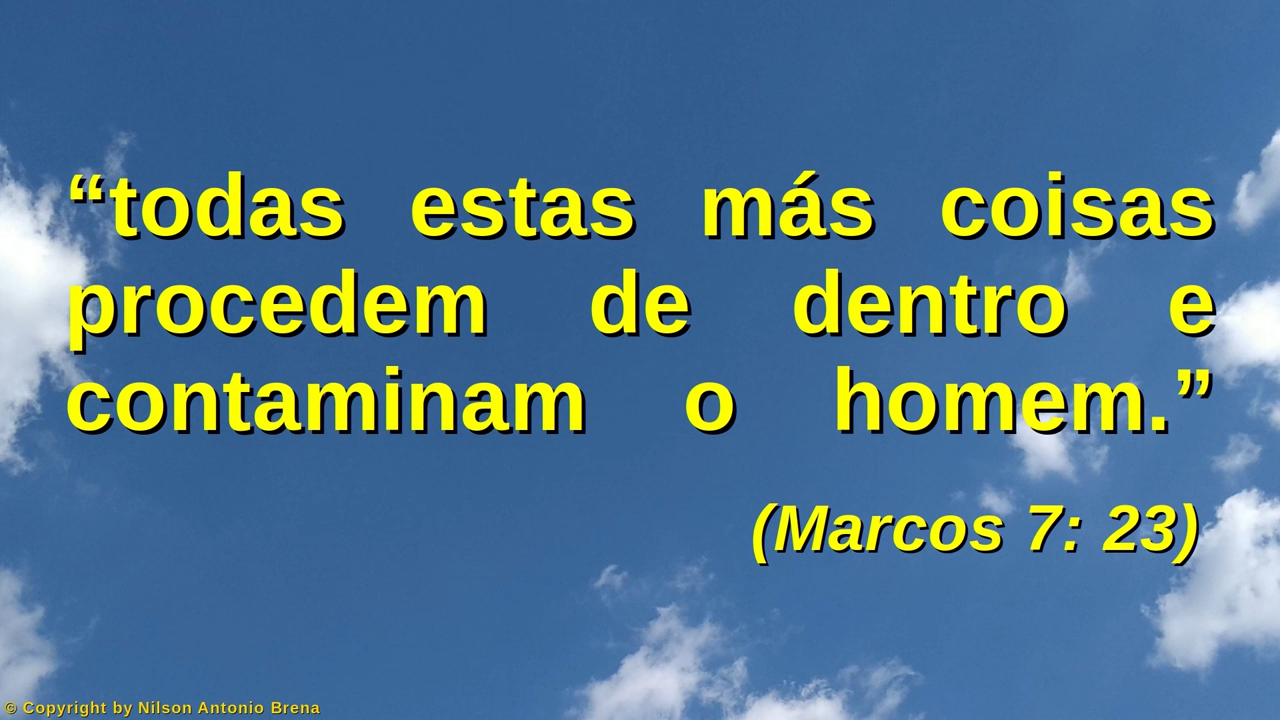 “todas estas más coisas
procedem de dentro e
contaminam o homem.”
(Marcos 7: 23)
© Copyright by Nilson Antonio Brena